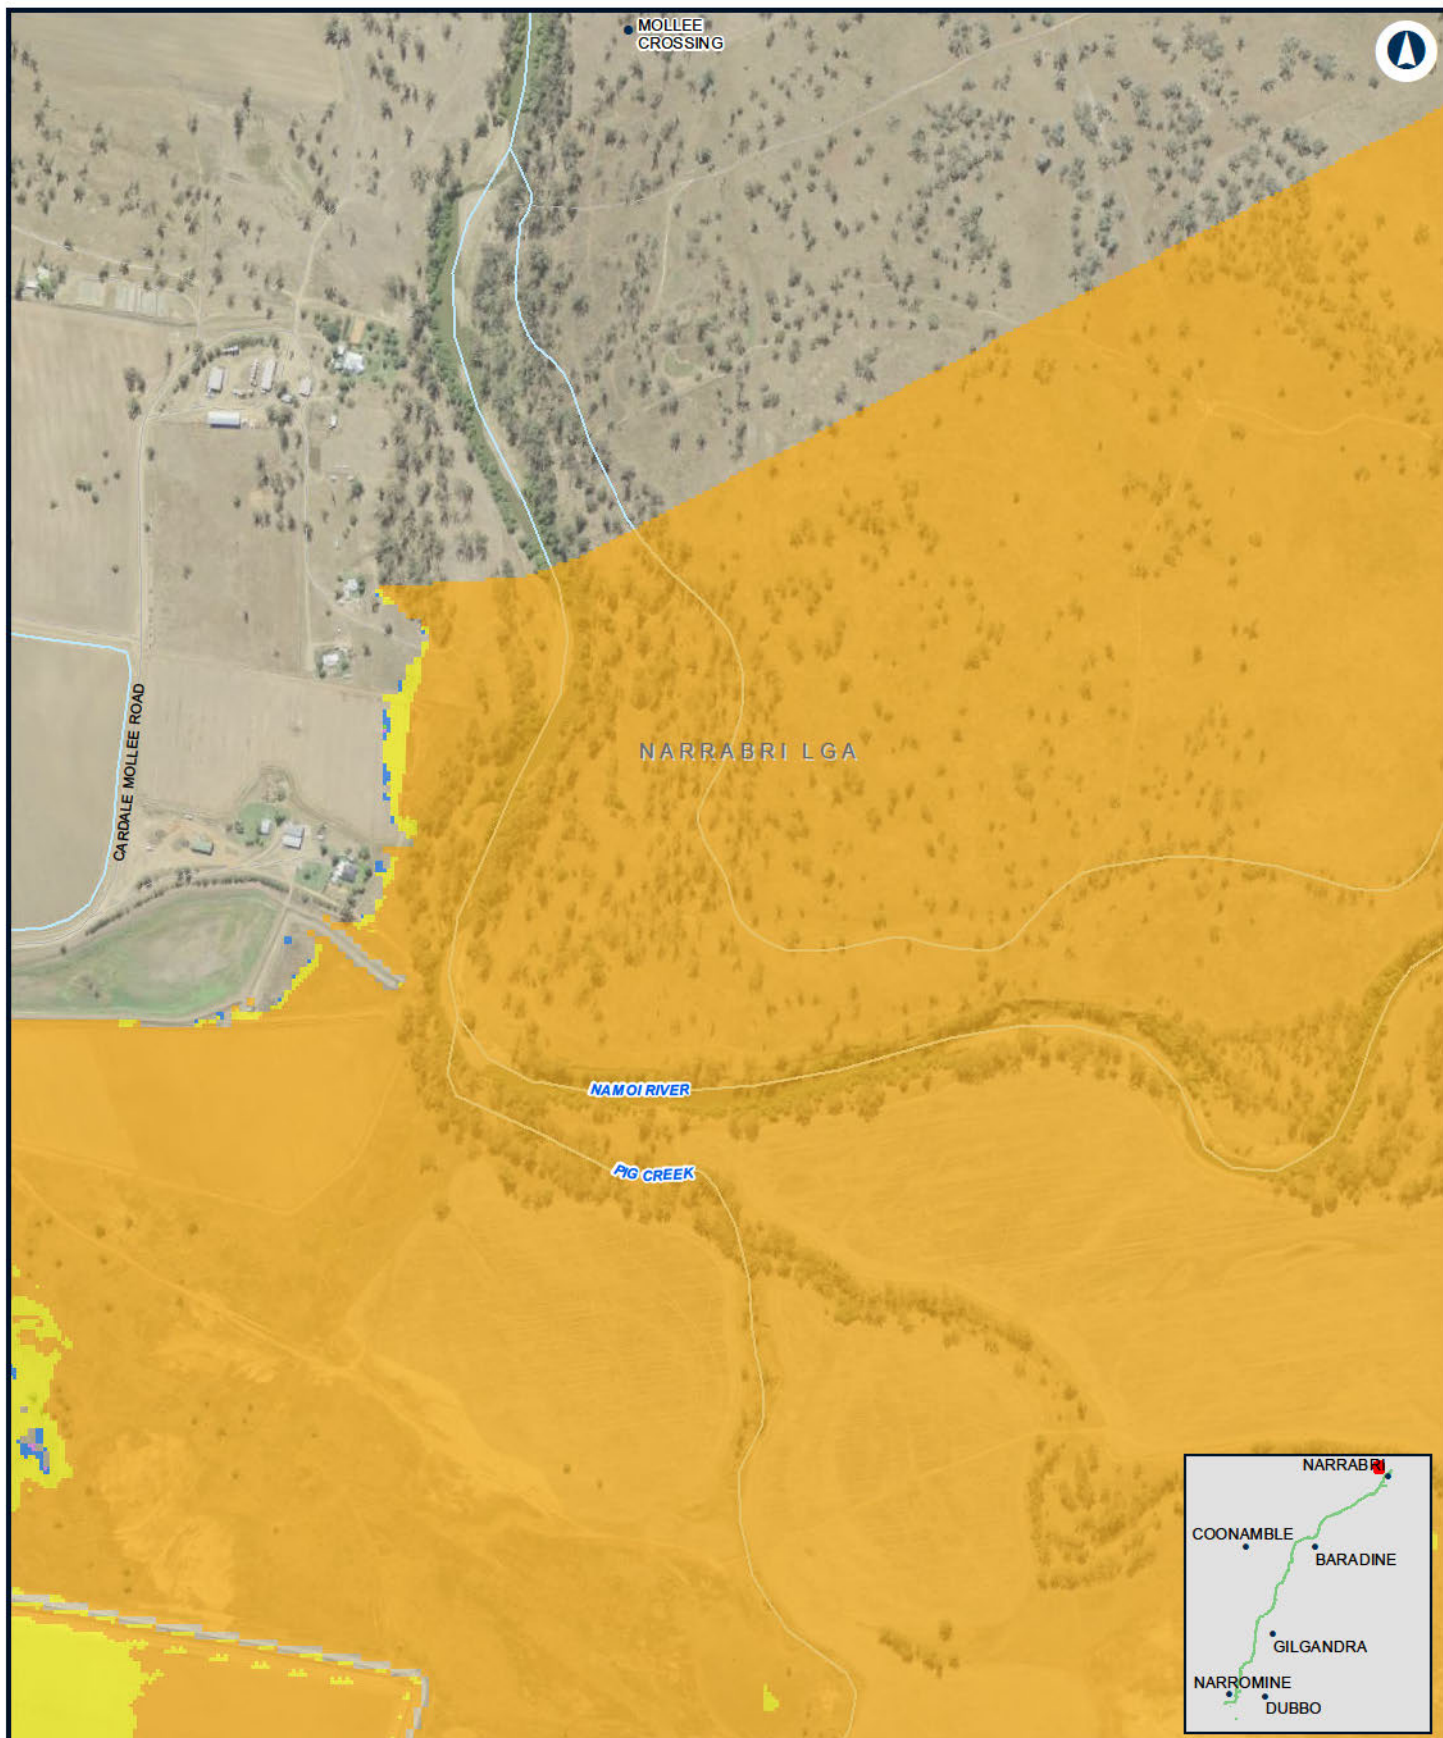 MOLLEE
CROSSING
CARDALE MOLLEE ROAD
NARRABRI LGA
NAMOI RIVER
PIG CREEK
NARRABRI
COONAMBLE
BARADINE
GILGANDRA
NARROMINE
DUBBO